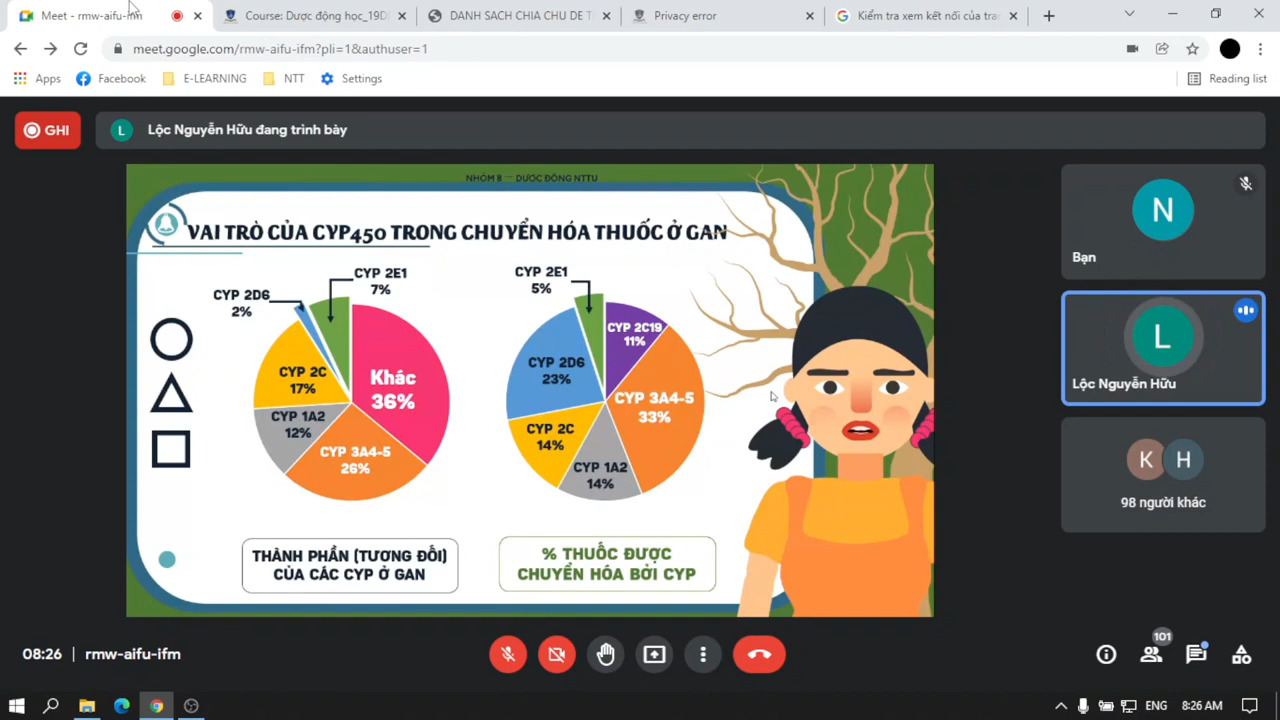 Meet - rmw-aifu-ifm
Course: Dược động học_19D
DANH SACH CHIA CHU DE T
Privacy error
Kiểm tra xem kết nối của tran
meet.google.com/rmw-aifu-ifm?pli=1&authuser=1
Apps
Facebook
E-LEARNING
NTT
Settings
Reading list
GHI
L
Lộc Nguyễn Hữu đang trình bày
NHÓM 8 – DƯỢC ĐỘNG NTTU
VAI TRÒ CỦA CYP450 TRONG CHUYỂN HÓA THUỐC Ở GAN
CYP 2E1
7%
CYP 2D6
2%
CYP 2C
17%
CYP 1A2
12%
CYP 3A4-5
26%
Khác
36%
THÀNH PHẦN (TƯƠNG ĐỐI)
CỦA CÁC CYP Ở GAN
CYP 2E1
5%
CYP 2C19
11%
CYP 2D6
23%
CYP 3A4-5
33%
CYP 2C
14%
CYP 1A2
14%
% THUỐC ĐƯỢC
CHUYỂN HÓA BỞI CYP
N
Bạn
L
Lộc Nguyễn Hữu
K
H
98 người khác
08:26 | rmw-aifu-ifm
101
ENG
8:26 AM